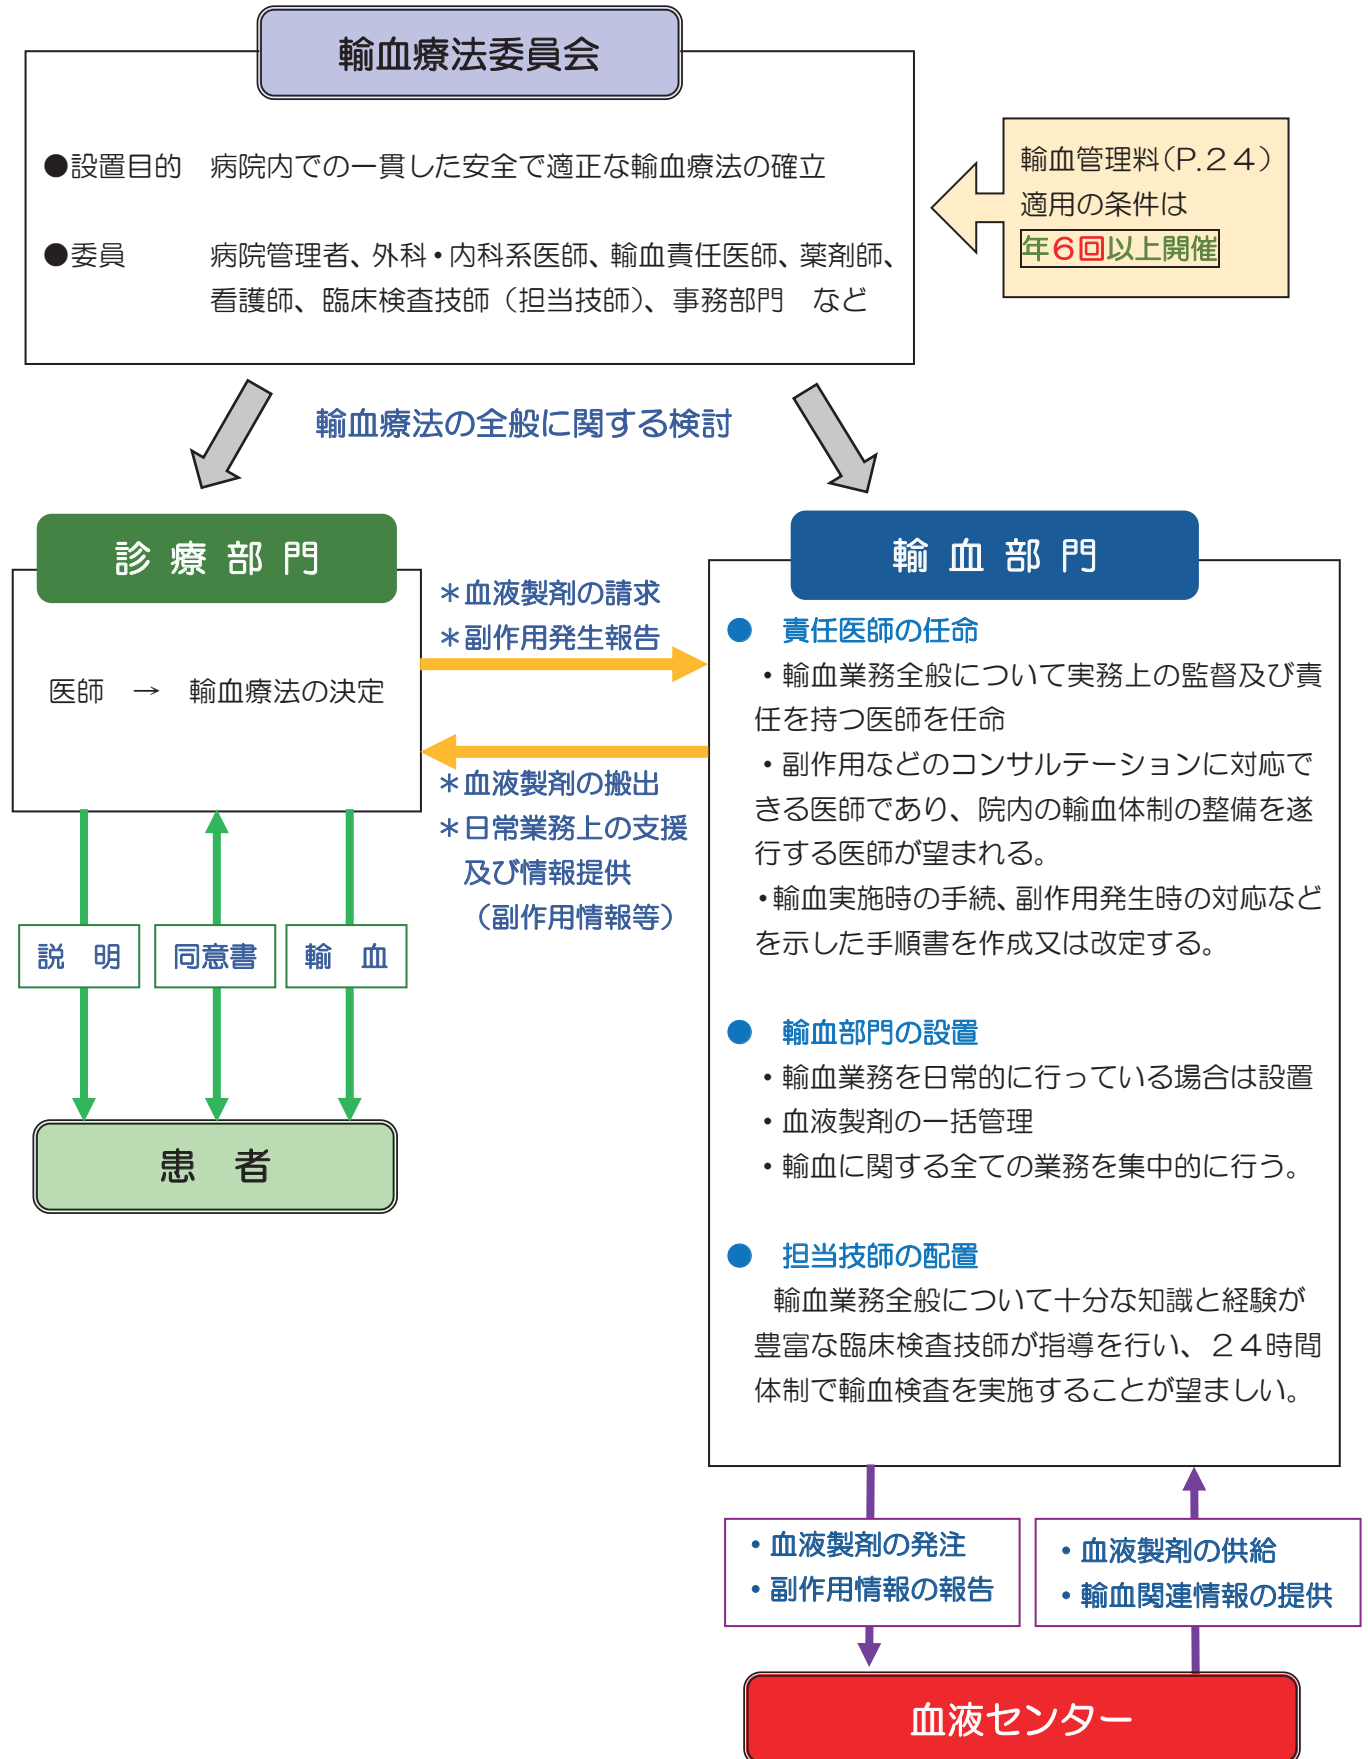 輸血療法委員会
●設置目的　病院内での一貫した安全で適正な輸血療法の確立
●委員　　　病院管理者、外科・内科系医師、輸血責任医師、薬剤師、
看護師、臨床検査技師（担当技師）、事務部門　など
輸血管理料（P.２４）
適用の条件は
年６回以上開催
輸血療法の全般に関する検討
診 療 部 門
医師　→　輸血療法の決定
＊血液製剤の請求
＊副作用発生報告
＊血液製剤の搬出
＊日常業務上の支援
及び情報提供
（副作用情報等）
説　明
同意書
輸　血
患　者
輸 血 部 門
●　責任医師の任命
・輸血業務全般について実務上の監督及び責
任を持つ医師を任命
・副作用などのコンサルテーションに対応で
きる医師であり、院内の輸血体制の整備を遂
行する医師が望まれる。
・輸血実施時の手続、副作用発生時の対応など
を示した手順書を作成又は改定する。
●　輸血部門の設置
・輸血業務を日常的に行っている場合は設置
・血液製剤の一括管理
・輸血に関する全ての業務を集中的に行う。
●　担当技師の配置
輸血業務全般について十分な知識と経験が
豊富な臨床検査技師が指導を行い、２４時間
体制で輸血検査を実施することが望ましい。
・血液製剤の発注
・副作用情報の報告
・血液製剤の供給
・輸血関連情報の提供
血液センター